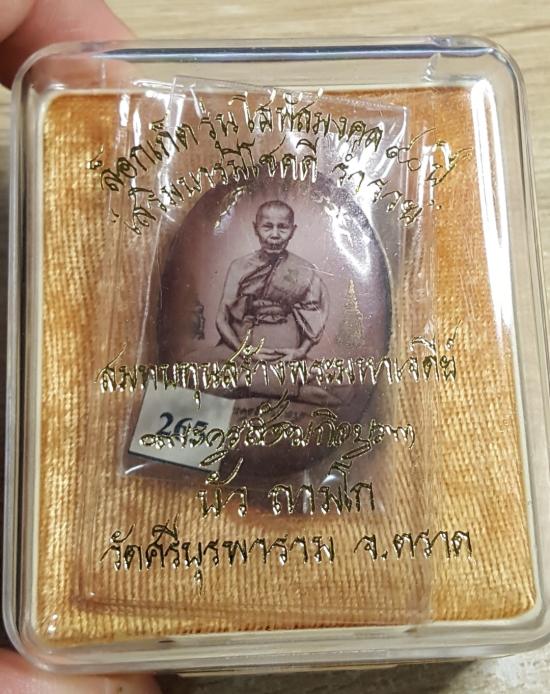 ล็อกเก็ต รุ่น ไส้พัสมงคล ๙๐ ปี
"เสริมบารมี โชคดี ร่ำรวย"
สมทบทุนสร้างพระมหาเจดีย์
265
บัว ถามโก
วัดศรีบุรพาราม จ.ตราด